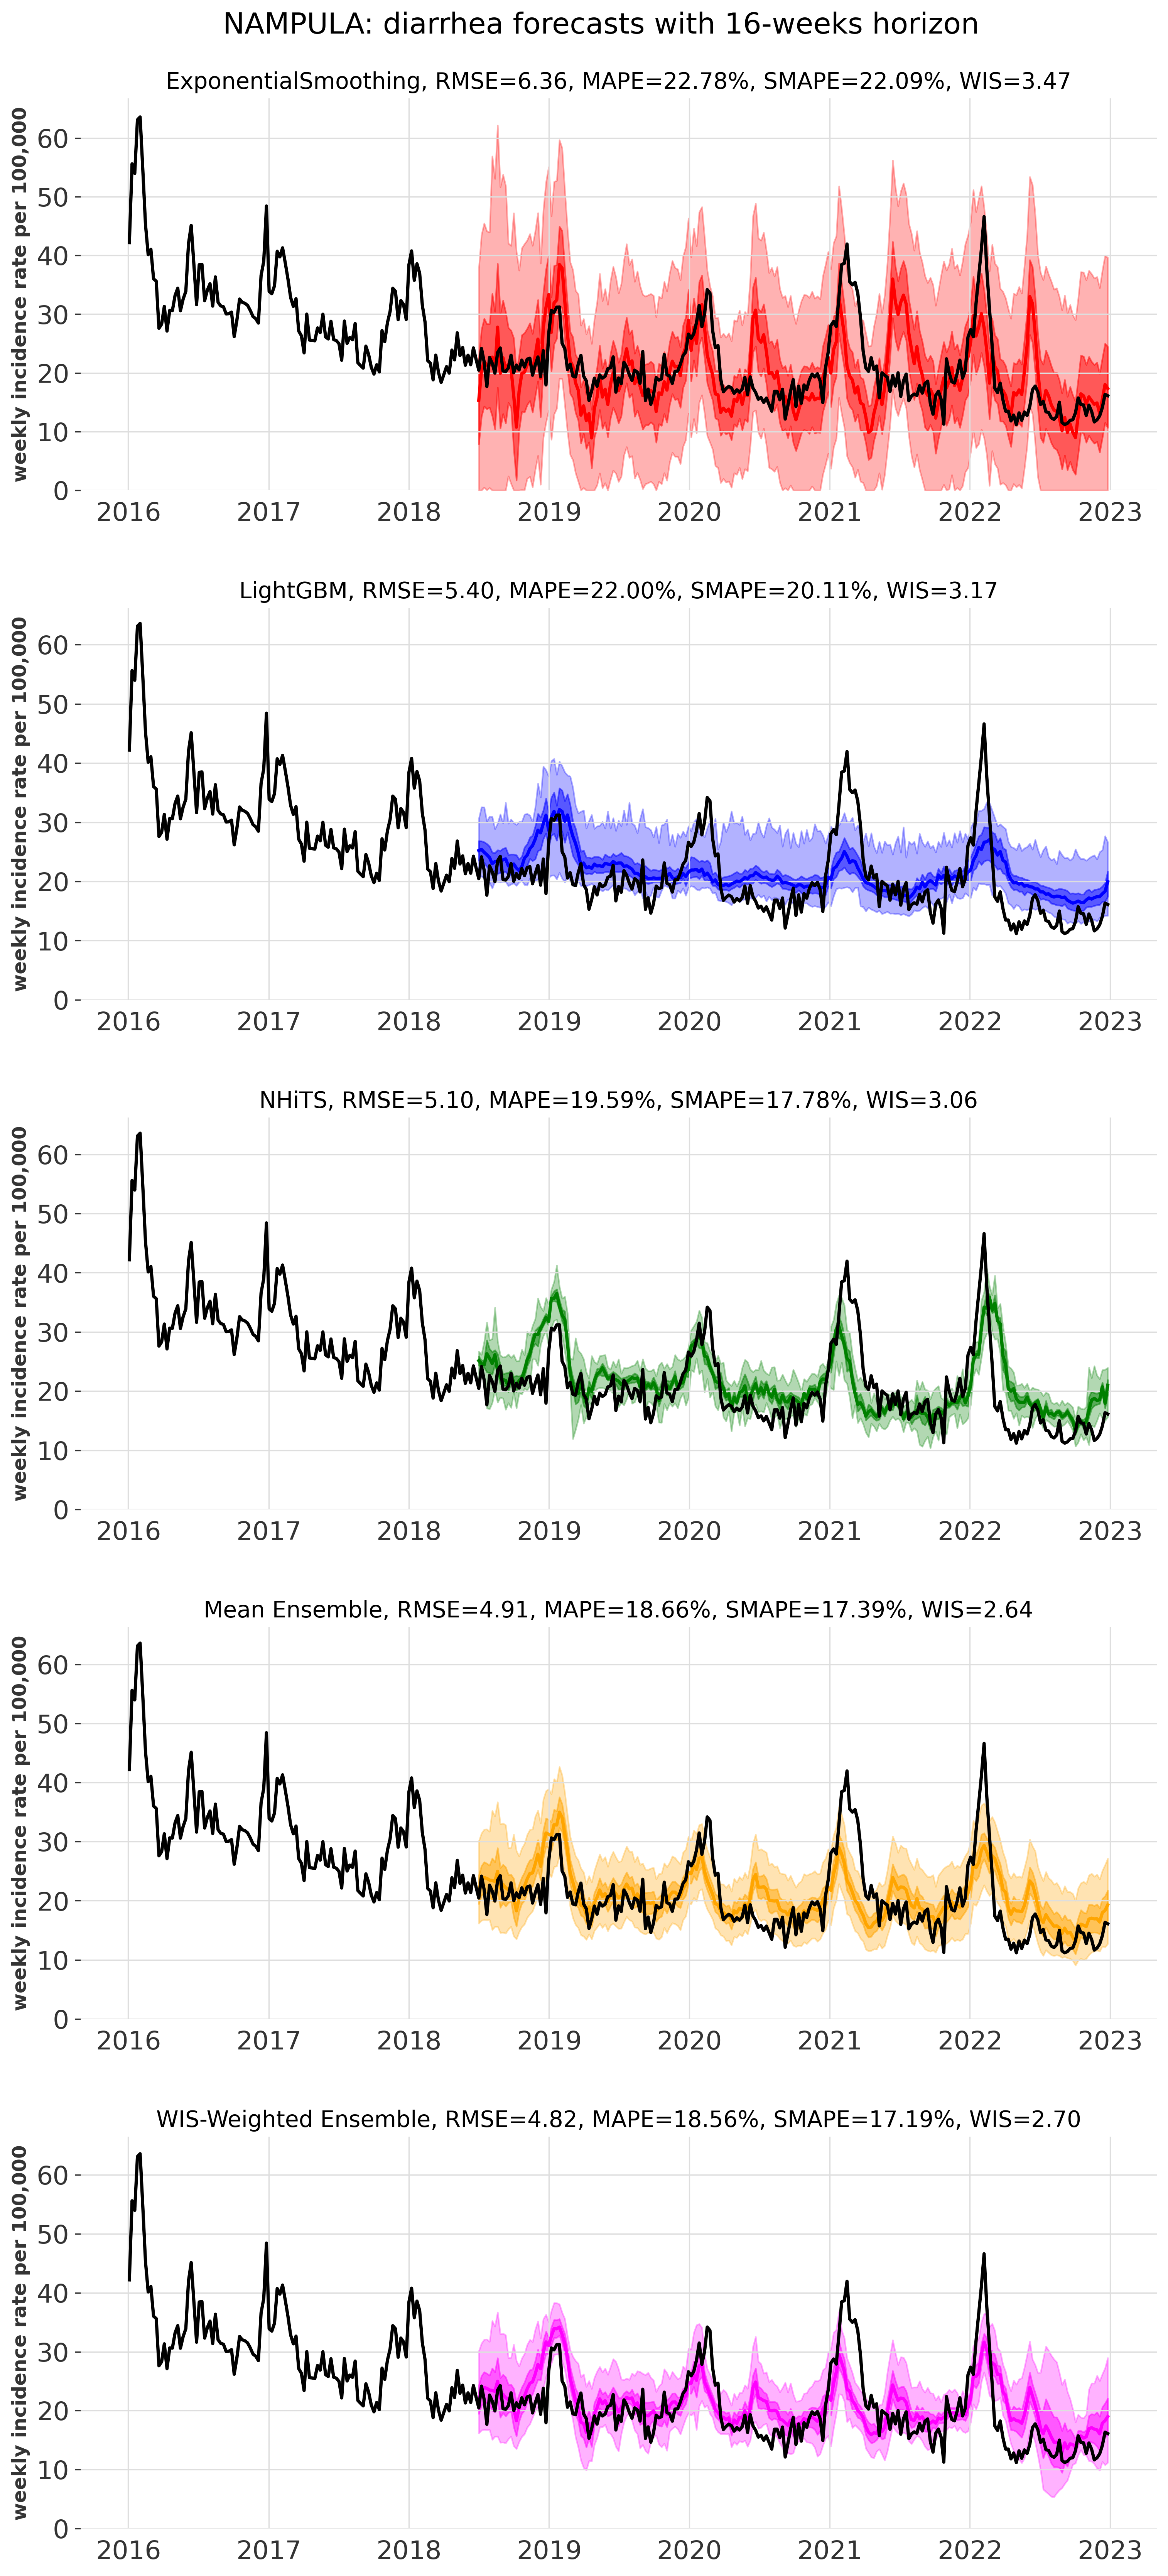 NAMPULA: diarrhea forecasts with 16-weeks horizon
ExponentialSmoothing, RMSE=6.36, MAPE=22.78%, SMAPE=22.09%, WIS=3.47
weekly incidence rate per 100,000
60
50
40
30
20
10
0
2016 2017 2018 2019 2020 2021 2022 2023
LightGBM, RMSE=5.40, MAPE=22.00%, SMAPE=20.11%, WIS=3.17
weekly incidence rate per 100,000
60
50
40
30
20
10
0
2016 2017 2018 2019 2020 2021 2022 2023
NHiTS, RMSE=5.10, MAPE=19.59%, SMAPE=17.78%, WIS=3.06
weekly incidence rate per 100,000
60
50
40
30
20
10
0
2016 2017 2018 2019 2020 2021 2022 2023
Mean Ensemble, RMSE=4.91, MAPE=18.66%, SMAPE=17.39%, WIS=2.64
weekly incidence rate per 100,000
60
50
40
30
20
10
0
2016 2017 2018 2019 2020 2021 2022 2023
WIS-Weighted Ensemble, RMSE=4.82, MAPE=18.56%, SMAPE=17.19%, WIS=2.70
weekly incidence rate per 100,000
60
50
40
30
20
10
0
2016 2017 2018 2019 2020 2021 2022 2023